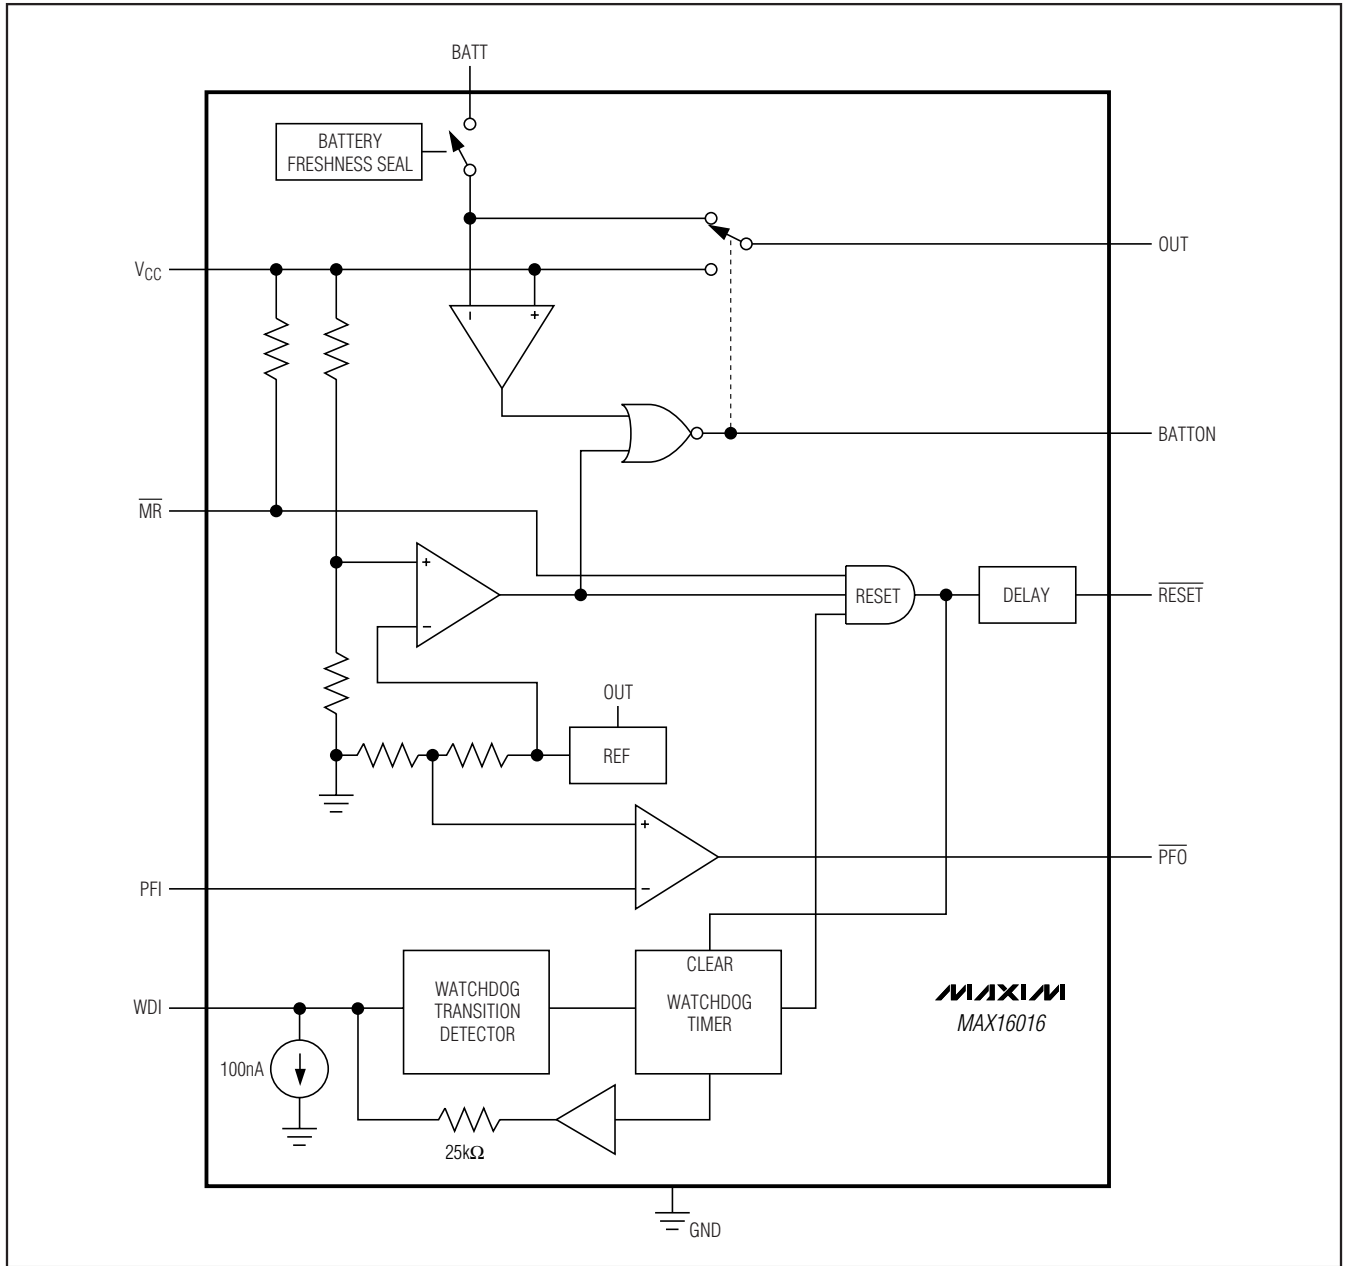 BATT
BATTERY
FRESHNESS SEAL
OUT
VCC
+
BATTON
MR
+
−
RESET
DELAY
RESET
OUT
REF
+
PFO
PFI
−
CLEAR
WDI
WATCHDOG
TRANSITION
DETECTOR
WATCHDOG
TIMER
MAXIM
MAX16016
100nA
25kΩ
GND